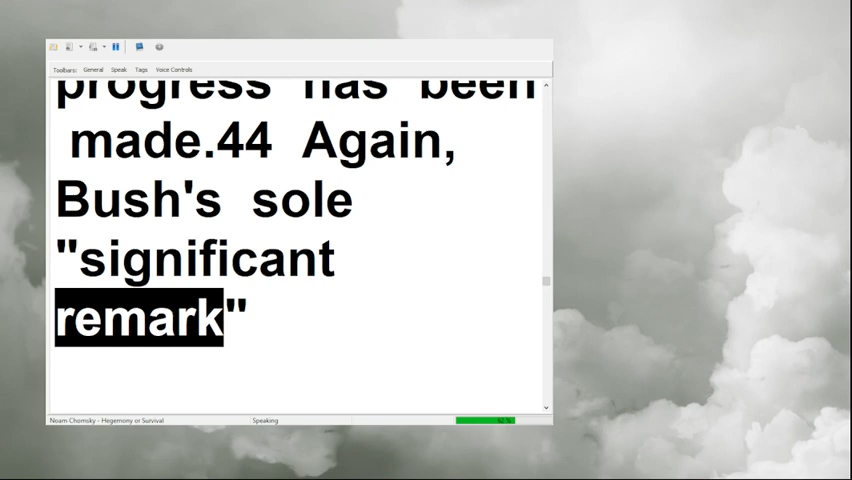 Toolbars: General Speak Tags Voice Controls
progress has been
made.44 Again,
Bush's sole
"significant
remark"
Noam Chomsky - Hegemony or Survival Speaking 62 %